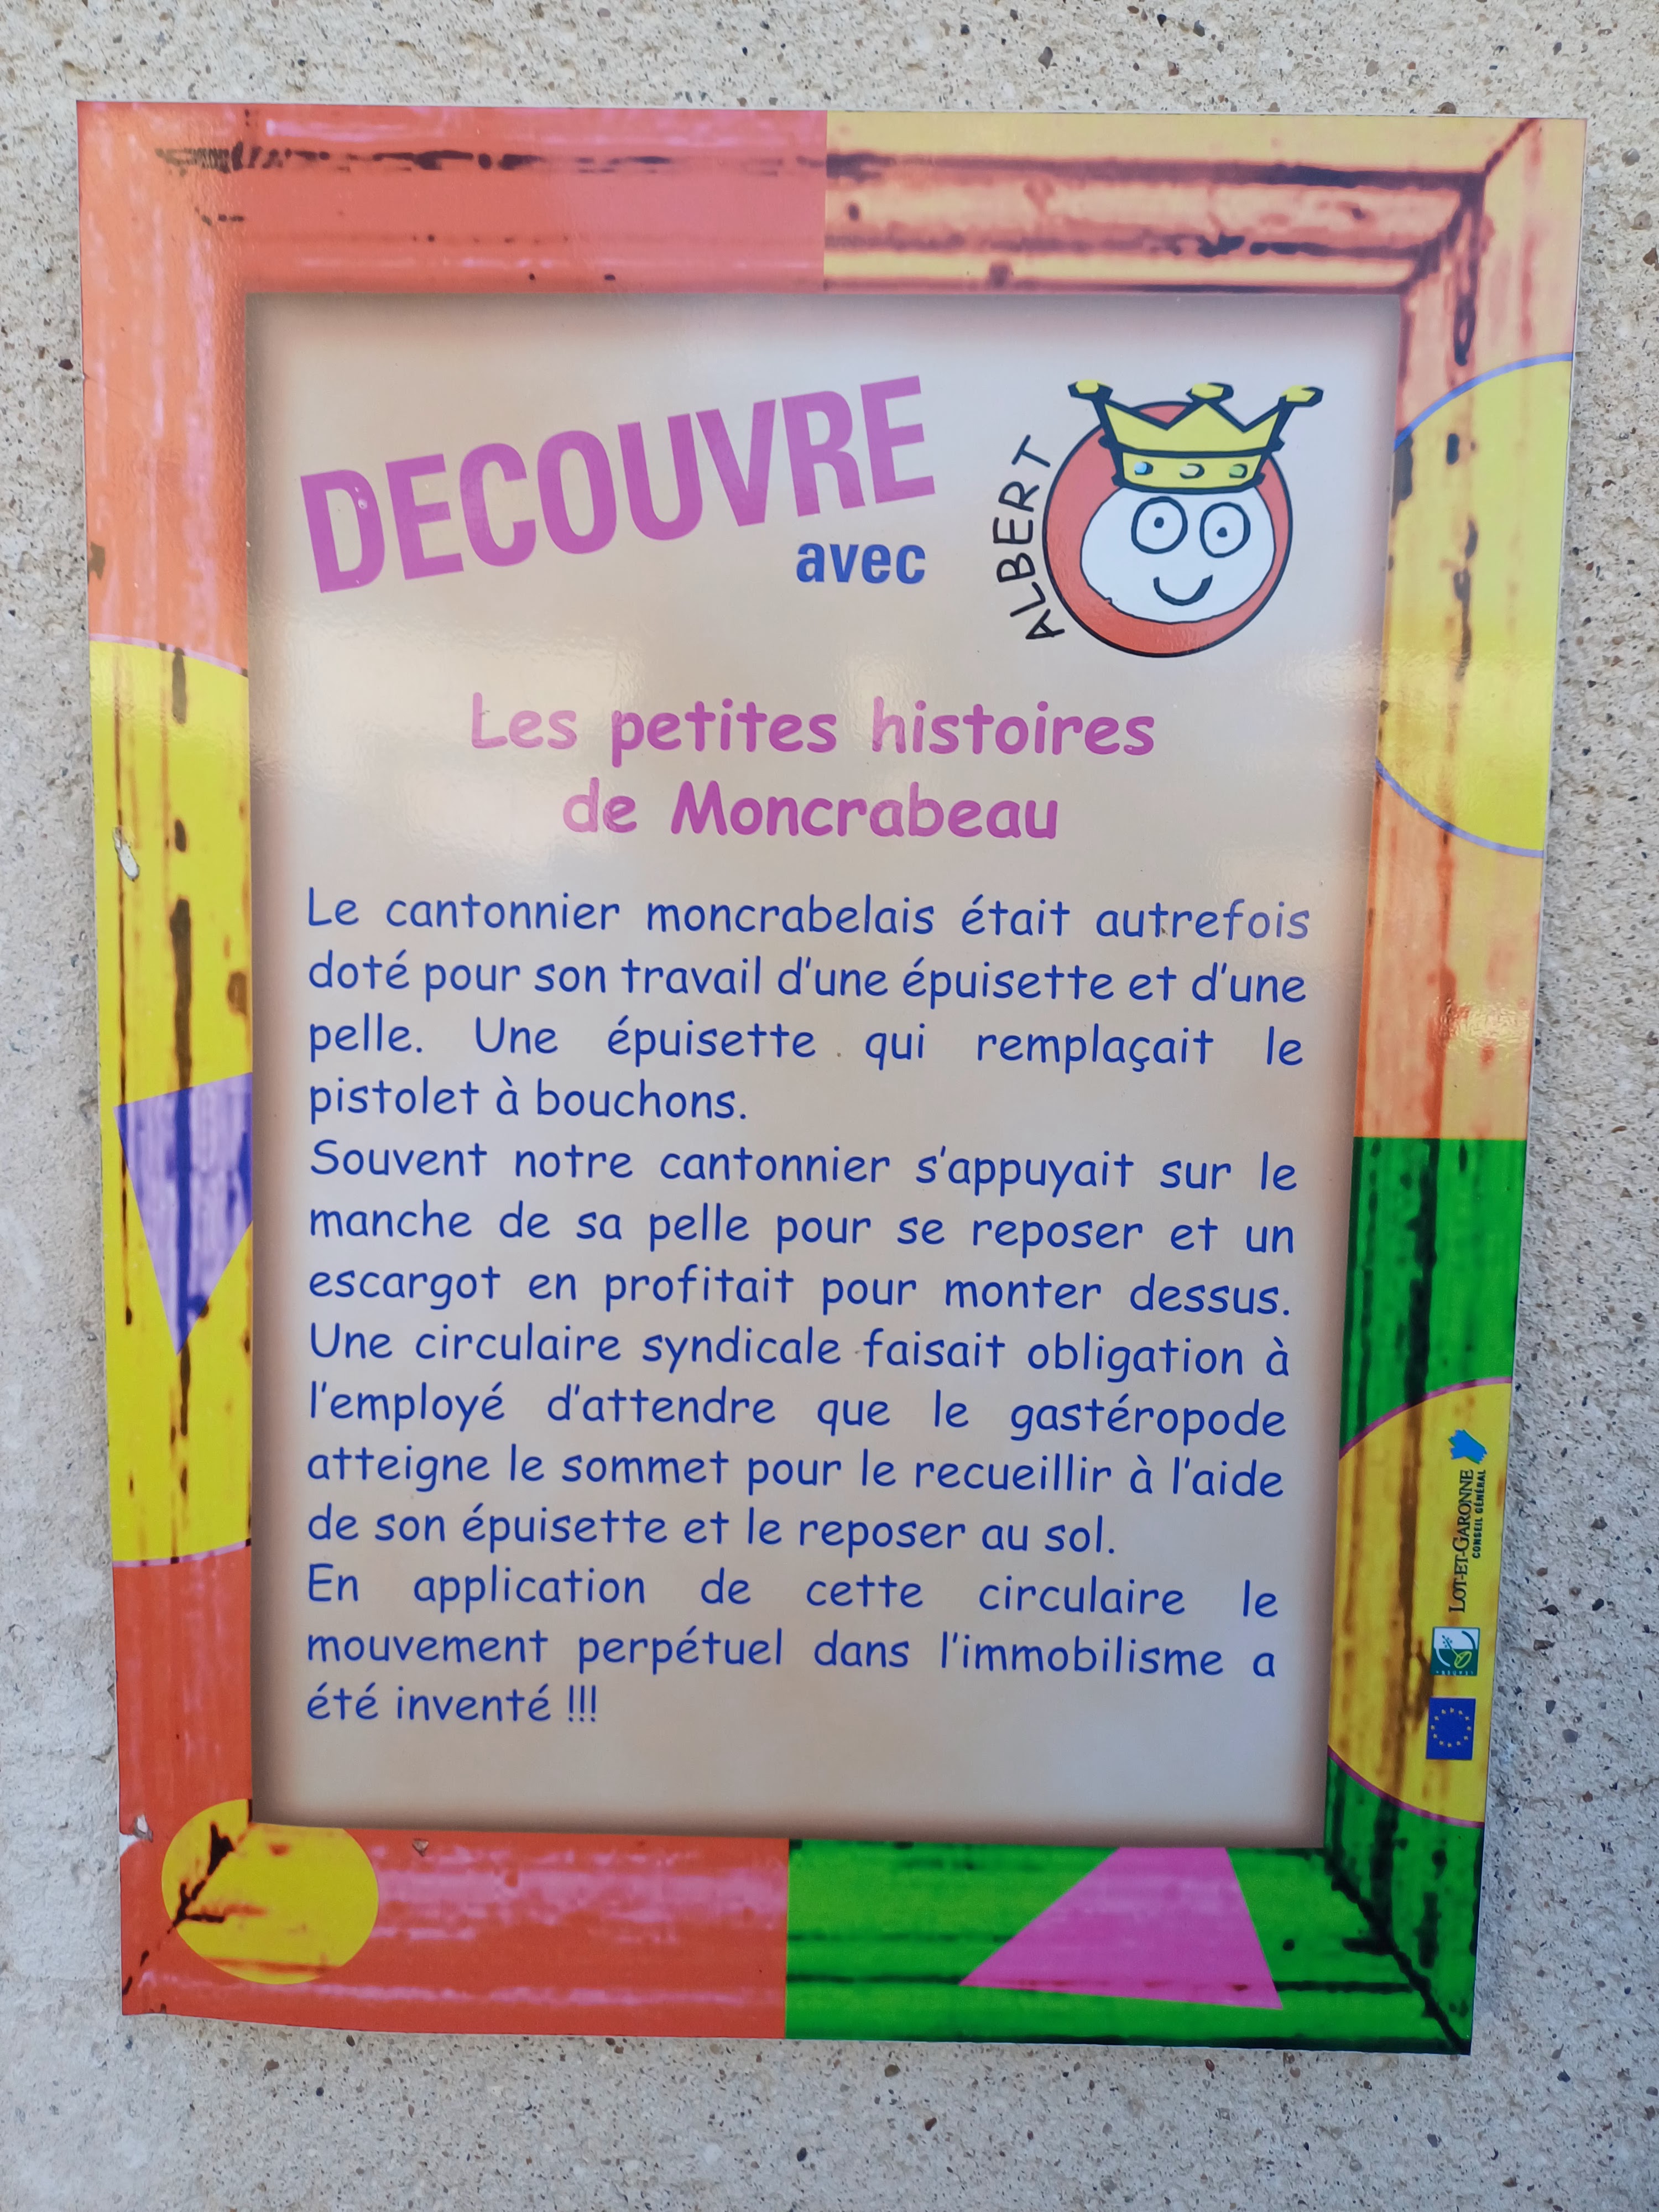 DECOUVRE
avec
ALBERT
Les petites histoires
de Moncrabeau
Le cantonnier moncrabelais était autrefois
doté pour son travail d'une épuisette et d'une
pelle. Une épuisette qui remplaçait le
pistolet à bouchons.
Souvent notre cantonnier s'appuyait sur le
manche de sa pelle pour se reposer et un
escargot en profitait pour monter dessus.
Une circulaire syndicale faisait obligation à
l'employé d'attendre que le gastéropode
atteigne le sommet pour le recueillir à l'aide
de son épuisette et le reposer au sol.
En application de cette circulaire le
mouvement perpétuel dans l'immobilisme a
été inventé !!!
LOT-ET-GARONNE
CONSEIL GÉNÉRAL